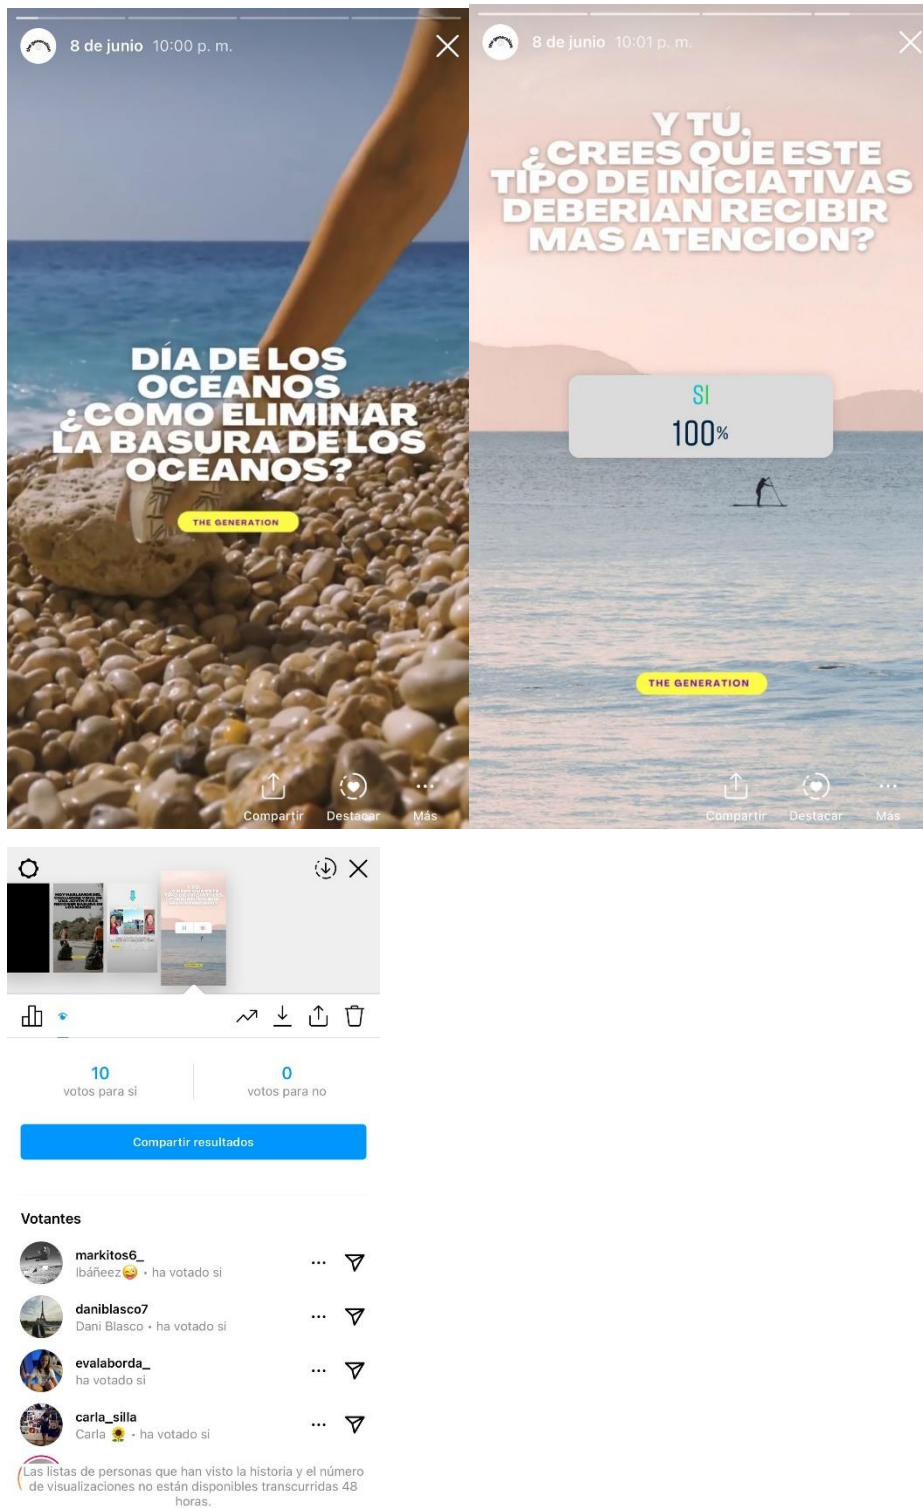 8 de junio 10:00 p. m.
DÍA DE LOS
OCÉANOS
¿CÓMO ELIMINAR
LA BASURA DE LOS
OCÉANOS?
THE GENERATION
Compartir
Destacar
Más
8 de junio 10:01 p. m.
Y TÚ,
¿CREES QUE ESTE
TIPO DE INICIATIVAS
DEBERIAN RECIBIR
MAS ATENCIÓN?
SI
100%
THE GENERATION
Compartir
Destacar
Más
10
votos para si
0
votos para no
Compartir resultados
Votantes
markitos6_
Ibáñeez😜 • ha votado si
daniblasco7
Dani Blasco • ha votado si
evalaborda_
ha votado si
carla_silla
Carla 🌻 • ha votado si
Las listas de personas que han visto la historia y el número
de visualizaciones no están disponibles transcurridas 48
horas.